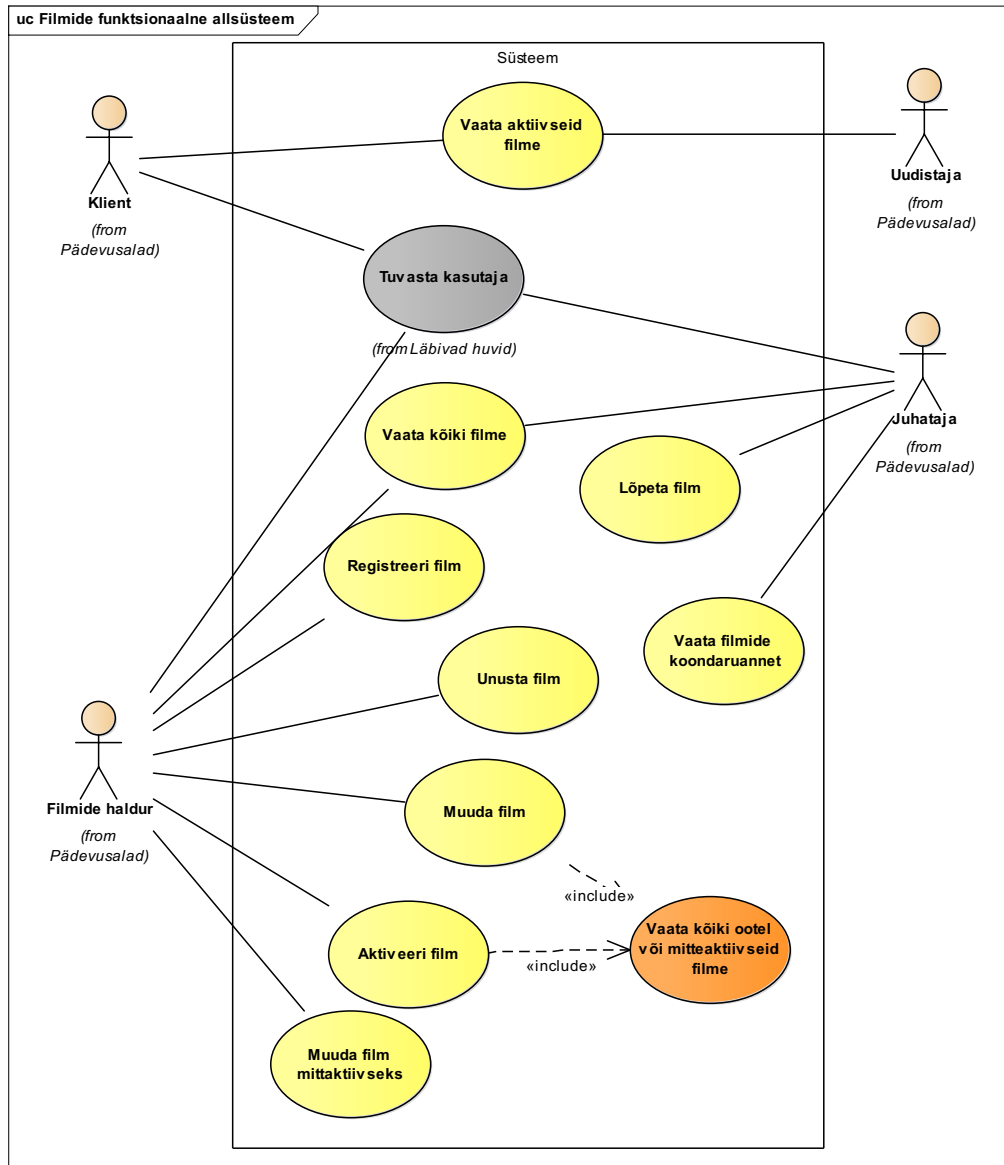 uc Filmide funktsionaalne allsüsteem
Süsteem
Vaata aktiivseid
filme
Klient
(from
Pädevusalad)
Uudistaja
(from
Pädevusalad)
Tuvasta kasutaja
(from Läbivad huvid)
Vaata kõiki filme
Juhataja
(from
Pädevusalad)
Lõpeta film
Registreeri film
Vaata filmide
koondaruannet
Unusta film
Filmide haldur
(from
Pädevusalad)
Muuda film
«include»
Vaata kõiki ootel
või mitteaktiivseid
filme
Aktiveeri film
«include»
Muuda film
mittaktiivseks